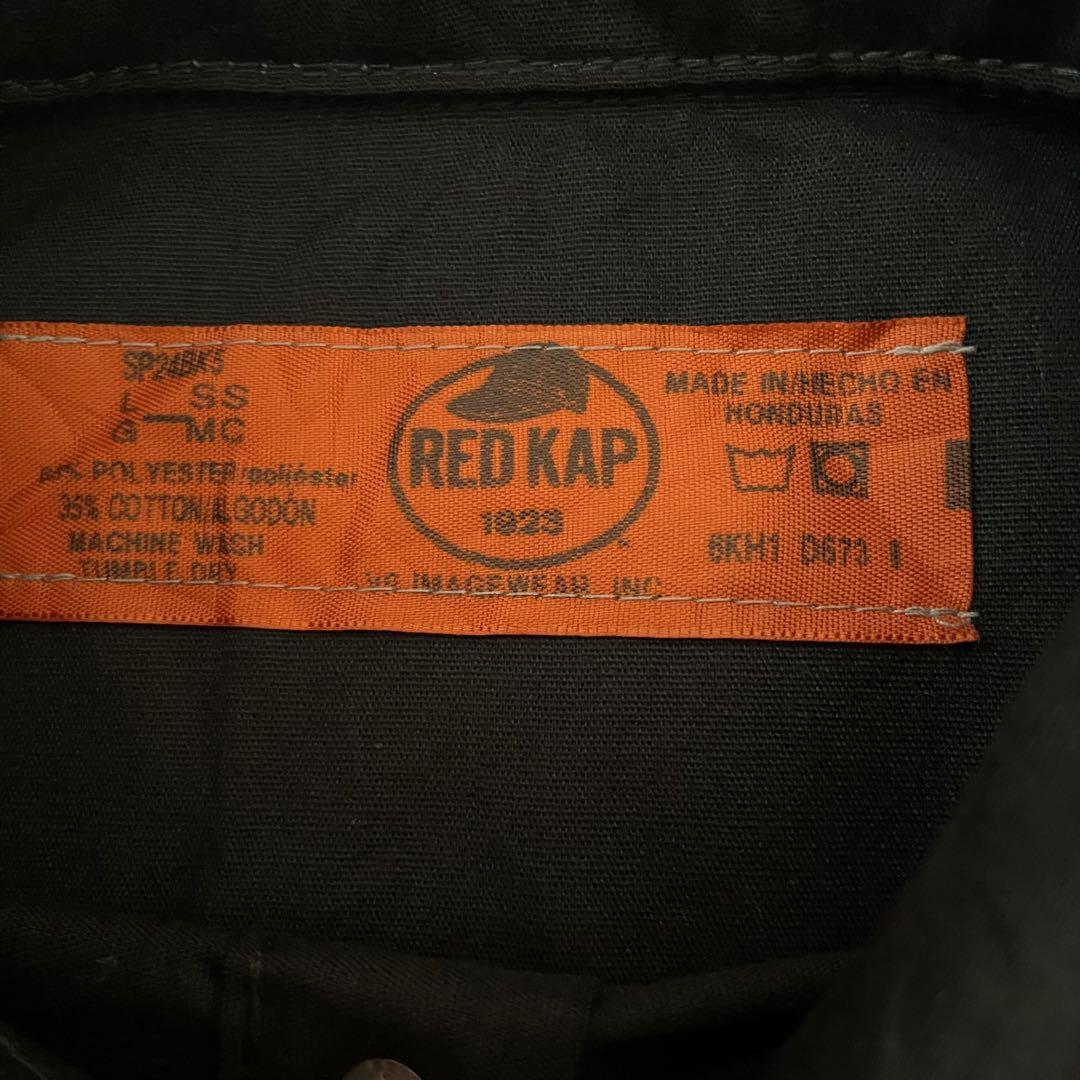 L SS
G MC
POLYESTER/poliéster
35% COTTON/ALGODÓN
MACHINE WASH
TUMBLE DRY
RED KAP
1923
IMAGEWEAR, INC.
MADE IN/HECHO EN
HONDURAS
D673